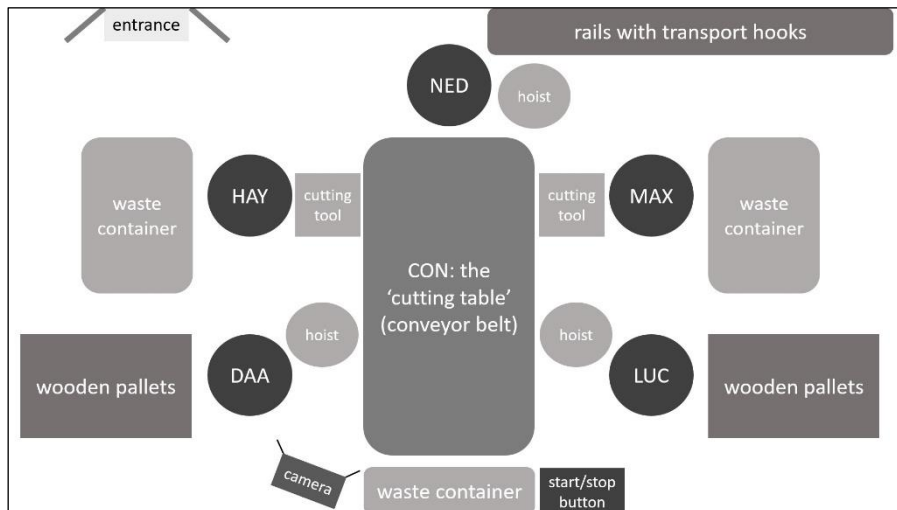 entrance
rails with transport hooks
NED
hoist
waste
container
HAY
cutting
tool
cutting
tool
MAX
waste
container
CON: the
‘cutting table’
(conveyor belt)
hoist
hoist
wooden pallets
DAA
LUC
wooden pallets
camera
waste container
start/stop
button